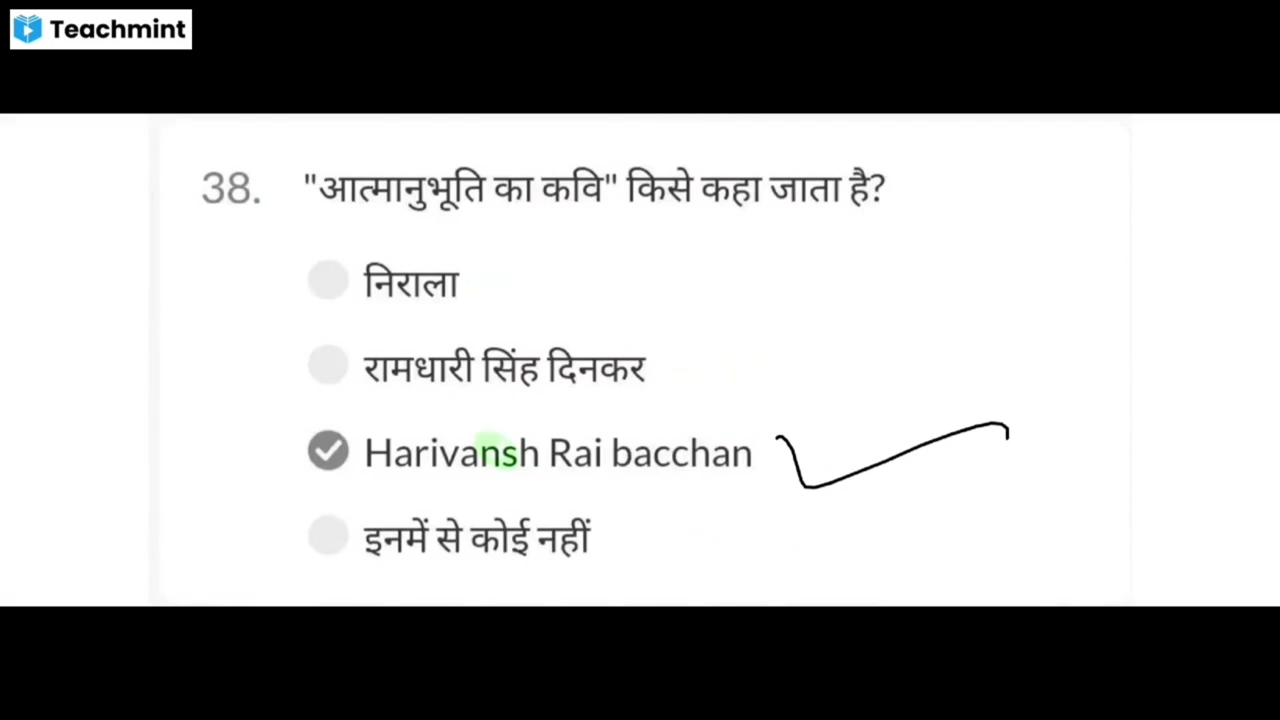 Teachmint
38. "आत्मानुभूति का कवि" किसे कहा जाता है?
निराला
रामधारी सिंह दिनकर
Harivansh Rai bacchan
इनमें से कोई नहीं